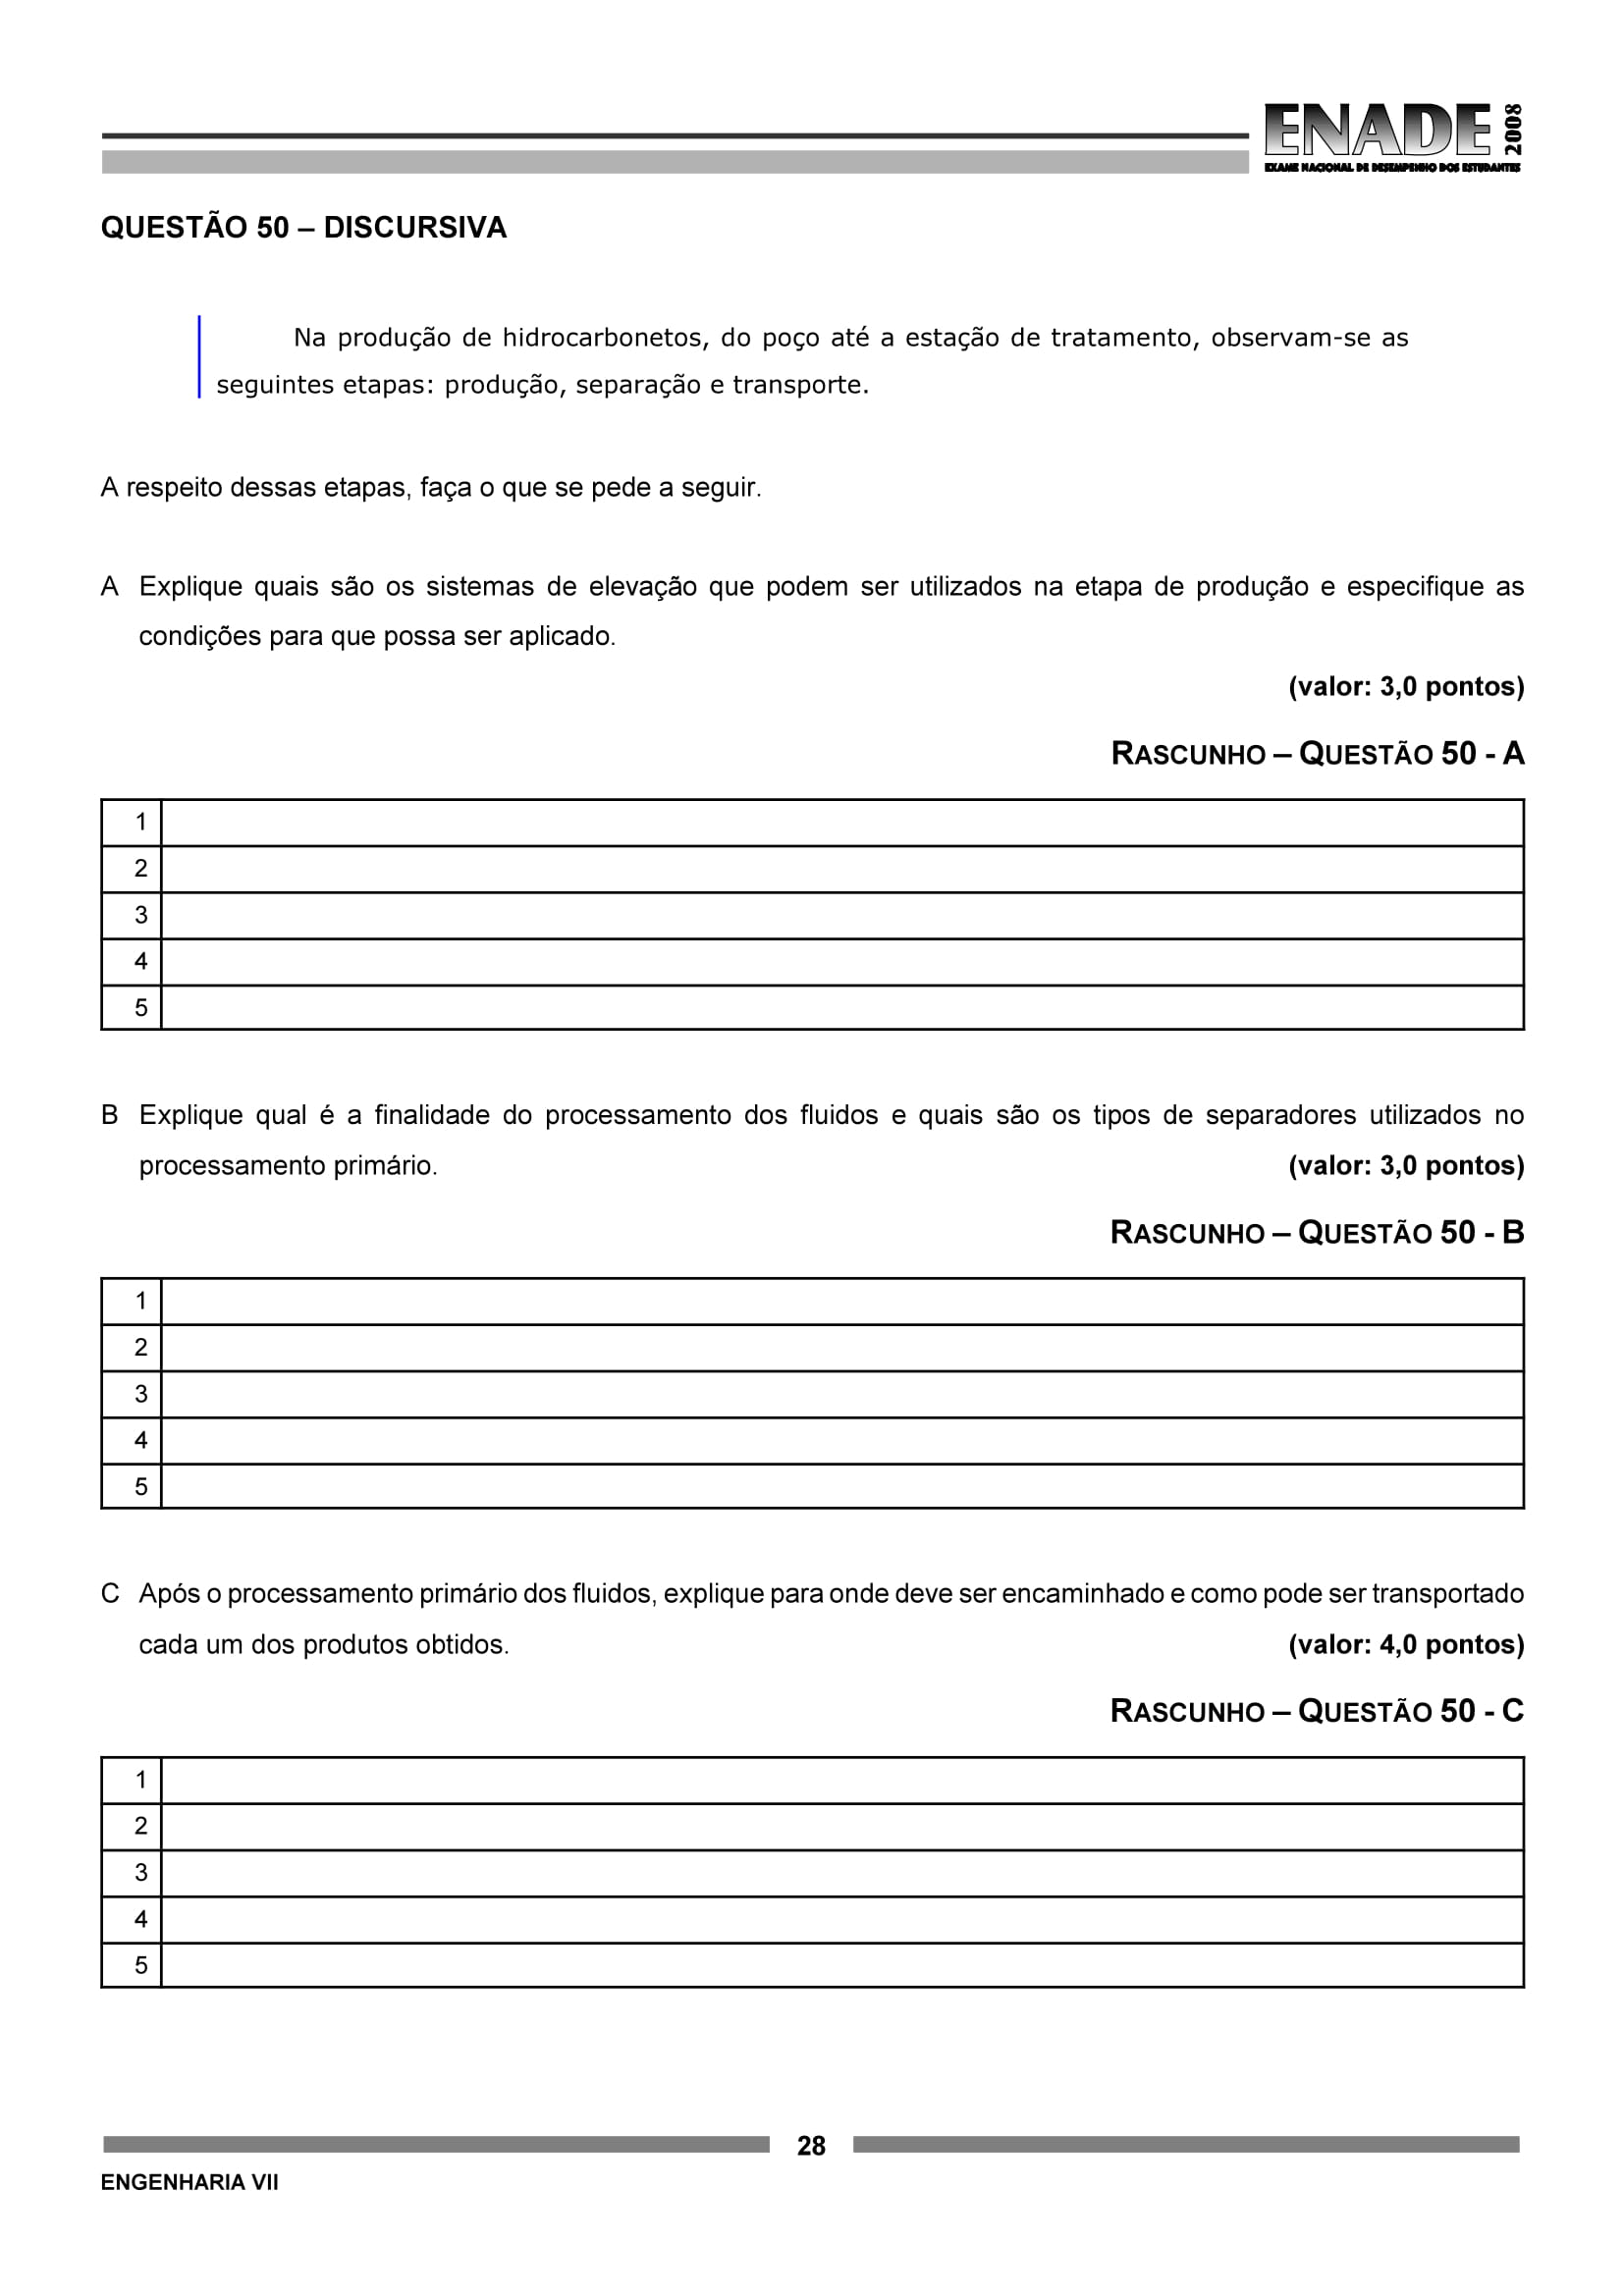 ENADE 2008
EXAME NACIONAL DE DESEMPENHO DOS ESTUDANTES
QUESTÃO 50 – DISCURSIVA
Na produção de hidrocarbonetos, do poço até a estação de tratamento, observam-se as
seguintes etapas: produção, separação e transporte.
A respeito dessas etapas, faça o que se pede a seguir.
A Explique quais são os sistemas de elevação que podem ser utilizados na etapa de produção e especifique as
condições para que possa ser aplicado.
(valor: 3,0 pontos)
RASCUNHO – QUESTÃO 50 - A
1
2
3
4
5
B Explique qual é a finalidade do processamento dos fluidos e quais são os tipos de separadores utilizados no
processamento primário. (valor: 3,0 pontos)
RASCUNHO – QUESTÃO 50 - B
1
2
3
4
5
C Após o processamento primário dos fluidos, explique para onde deve ser encaminhado e como pode ser transportado
cada um dos produtos obtidos. (valor: 4,0 pontos)
RASCUNHO – QUESTÃO 50 - C
1
2
3
4
5
28
ENGENHARIA VII